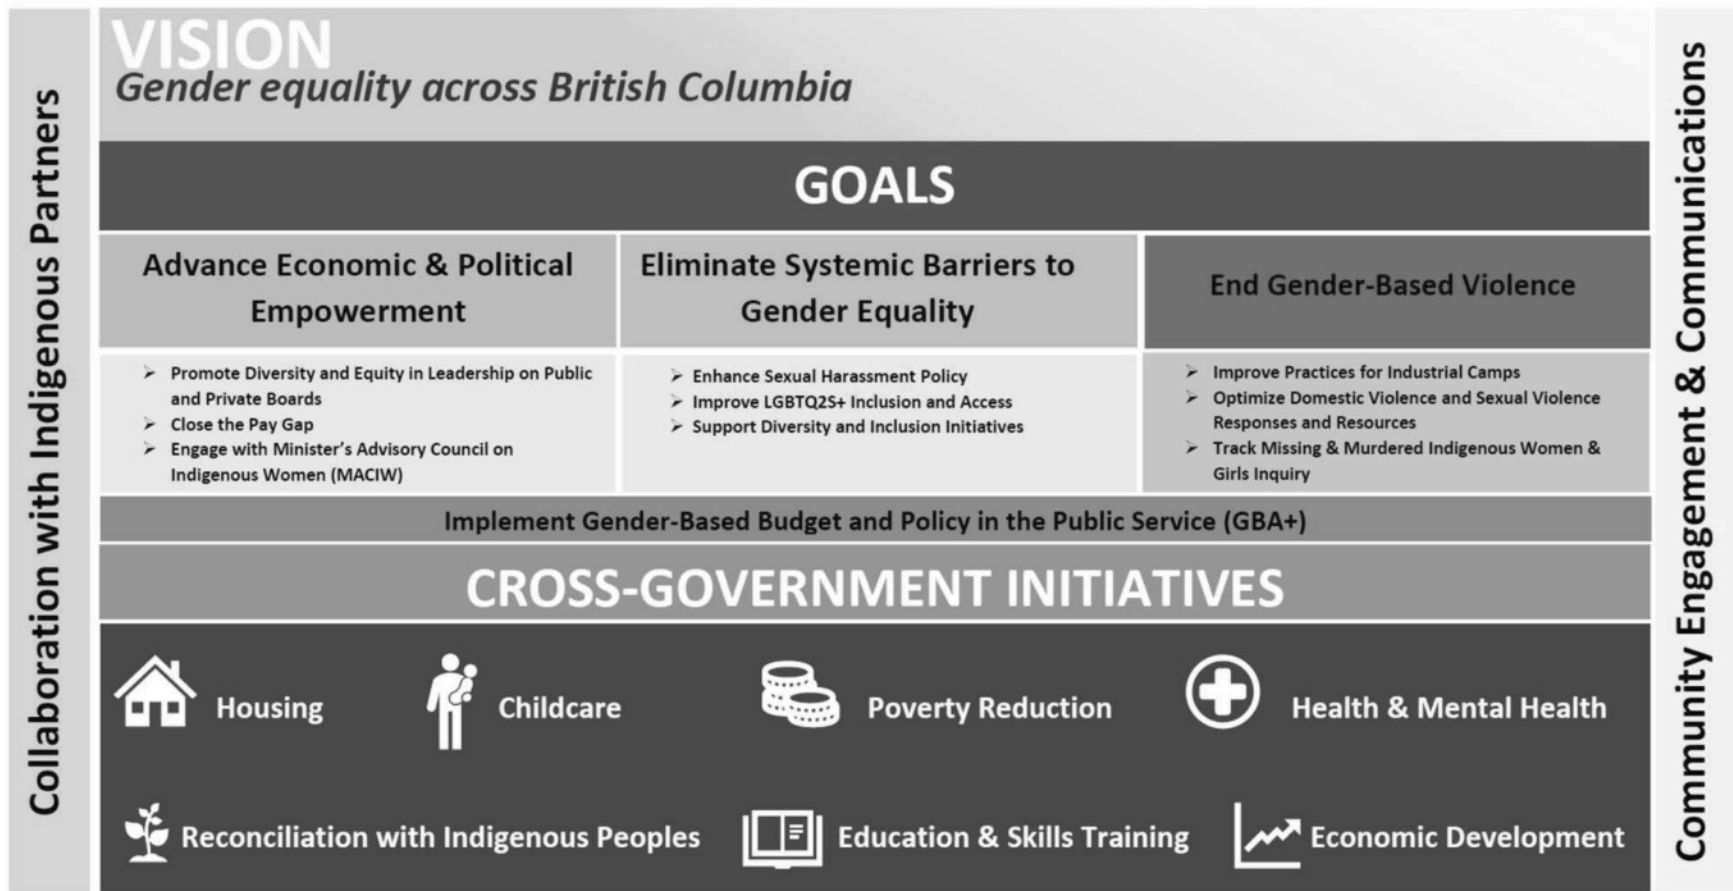 Collaboration with Indigenous Partners
VISION
Gender equality across British Columbia
GOALS
Advance Economic & Political
Empowerment
➢ Promote Diversity and Equity in Leadership on Public
and Private Boards
➢ Close the Pay Gap
➢ Engage with Minister’s Advisory Council on
Indigenous Women (MACIW)
Eliminate Systemic Barriers to
Gender Equality
➢ Enhance Sexual Harassment Policy
➢ Improve LGBTQ2S+ Inclusion and Access
➢ Support Diversity and Inclusion Initiatives
End Gender-Based Violence
➢ Improve Practices for Industrial Camps
➢ Optimize Domestic Violence and Sexual Violence
Responses and Resources
➢ Track Missing & Murdered Indigenous Women &
Girls Inquiry
Implement Gender-Based Budget and Policy in the Public Service (GBA+)
CROSS-GOVERNMENT INITIATIVES
Housing
Childcare
Poverty Reduction
Health & Mental Health
Reconciliation with Indigenous Peoples
Education & Skills Training
Economic Development
Community Engagement & Communications